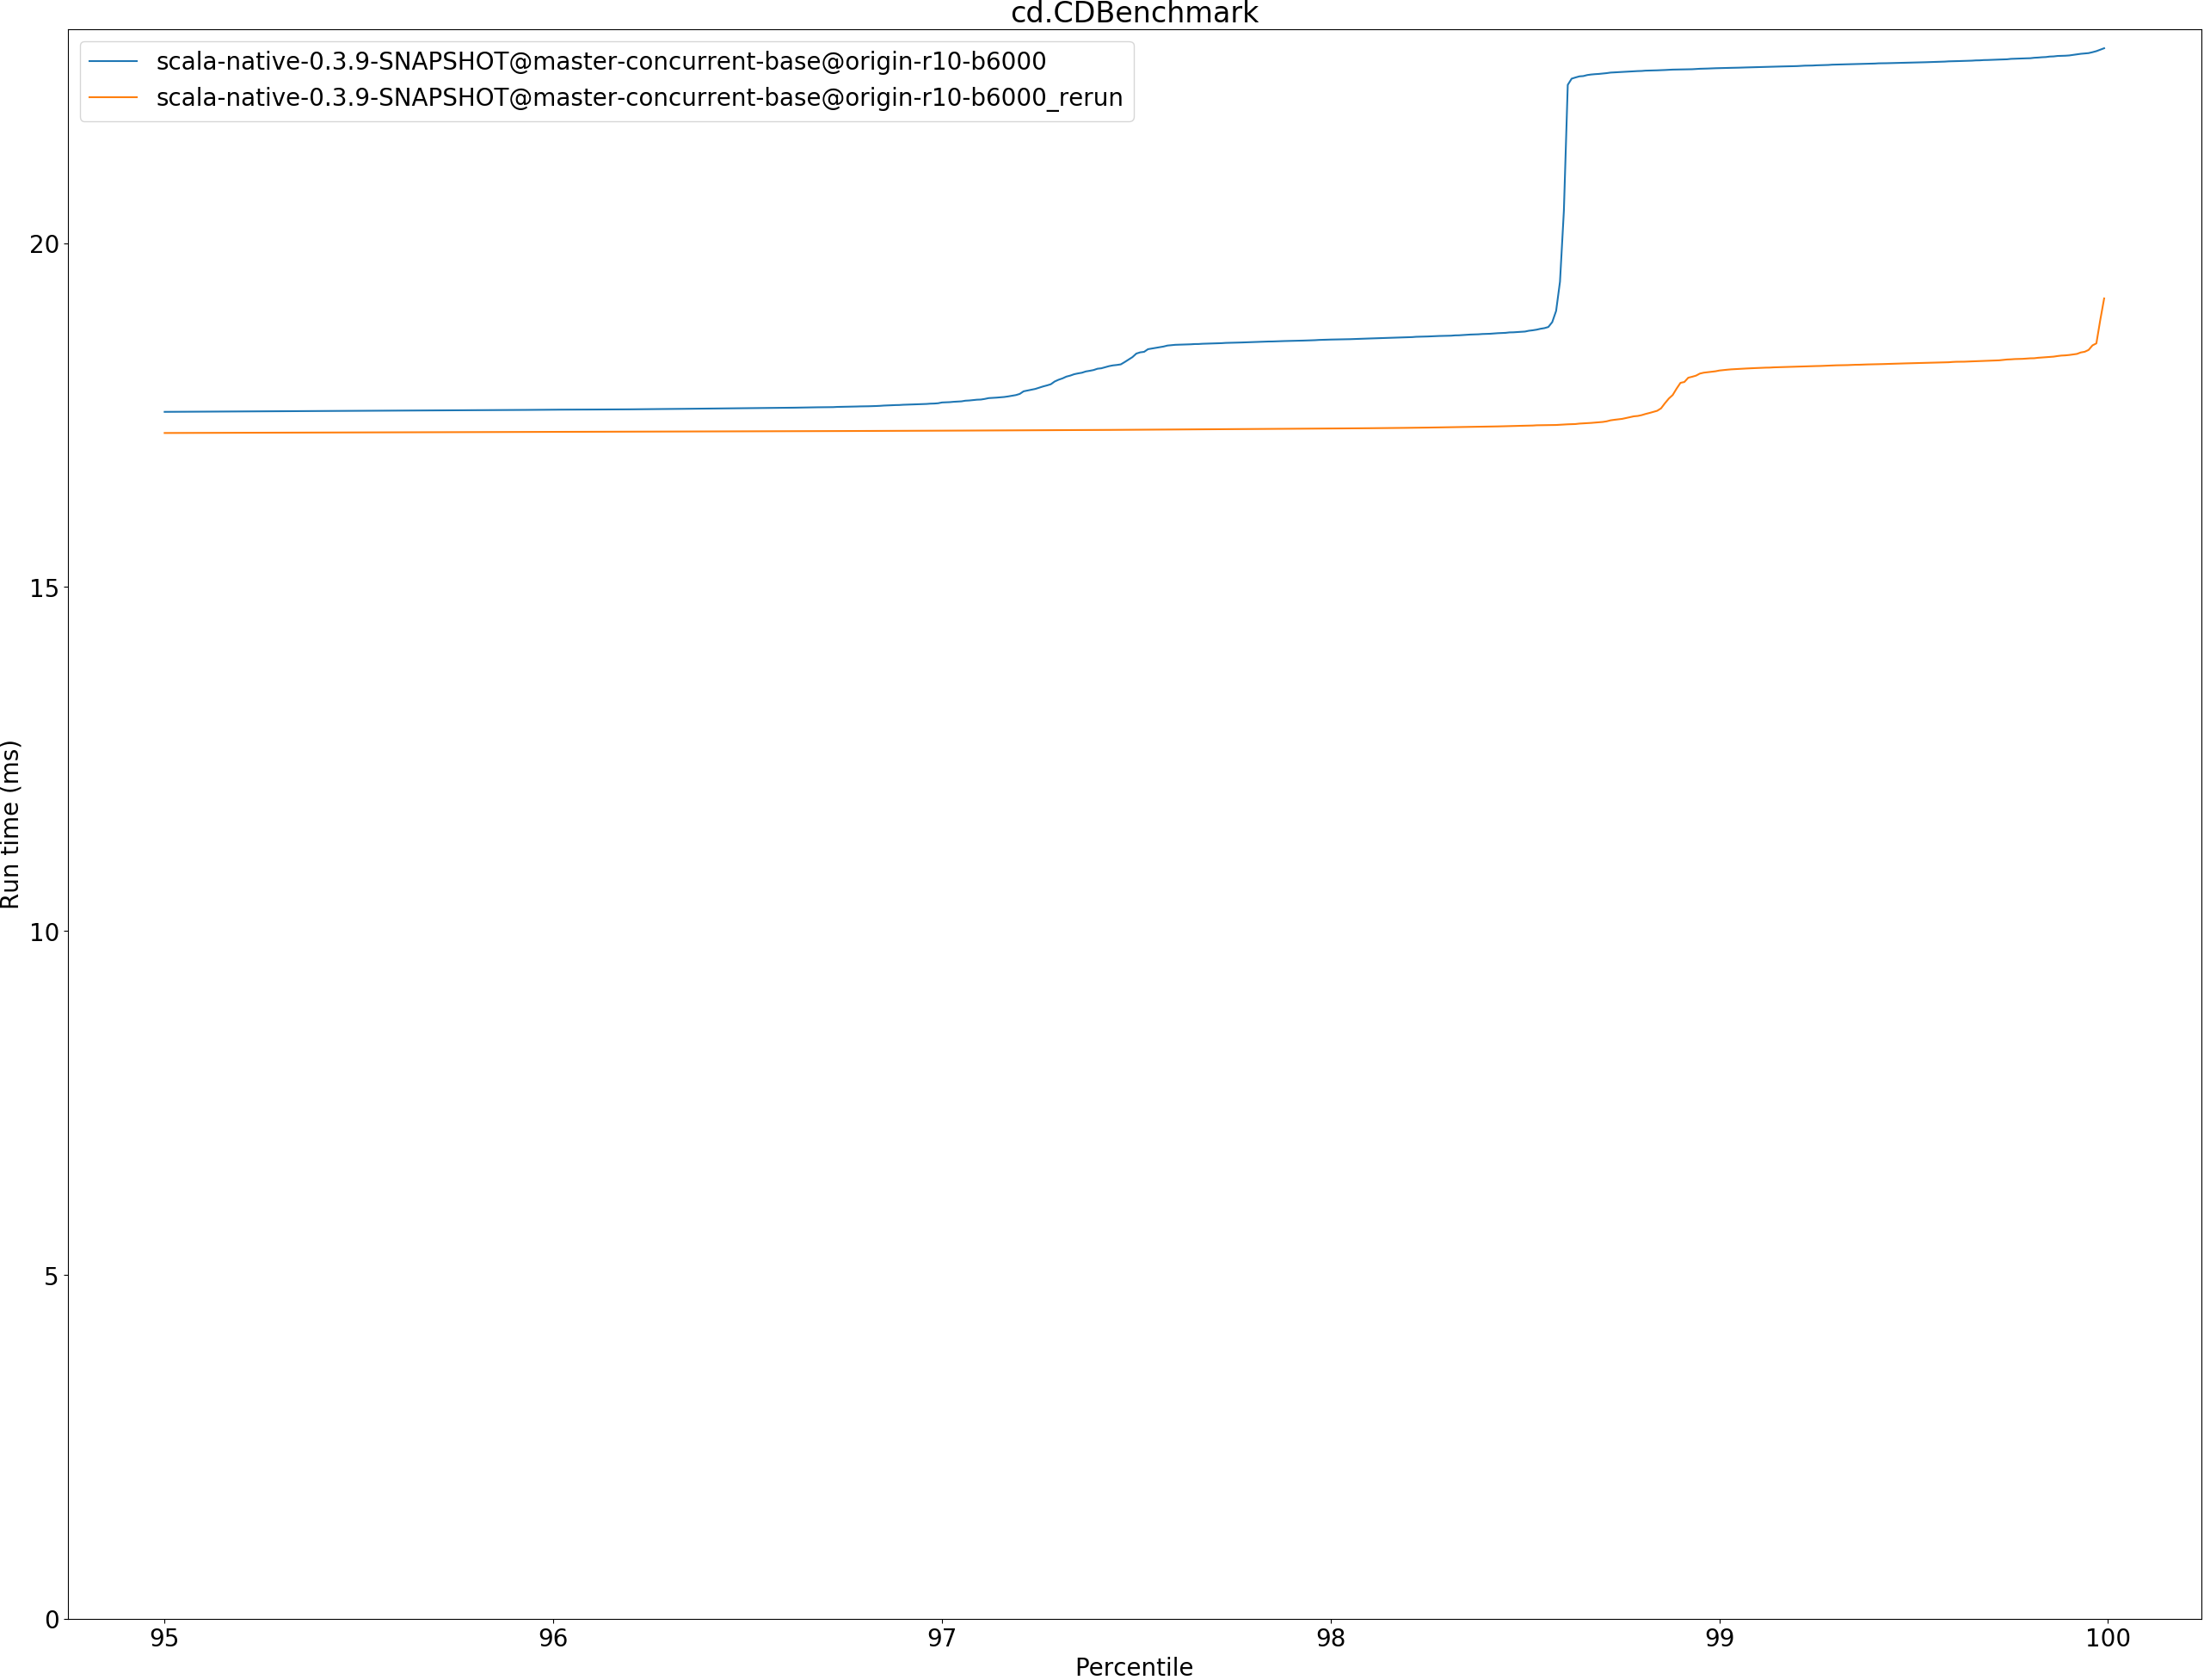 cd.CDBenchmark
scala-native-0.3.9-SNAPSHOT@master-concurrent-base@origin-r10-b6000
scala-native-0.3.9-SNAPSHOT@master-concurrent-base@origin-r10-b6000_rerun
20
15
10
5
0
Run time (ms)
95 96 97 98 99 100
Percentile